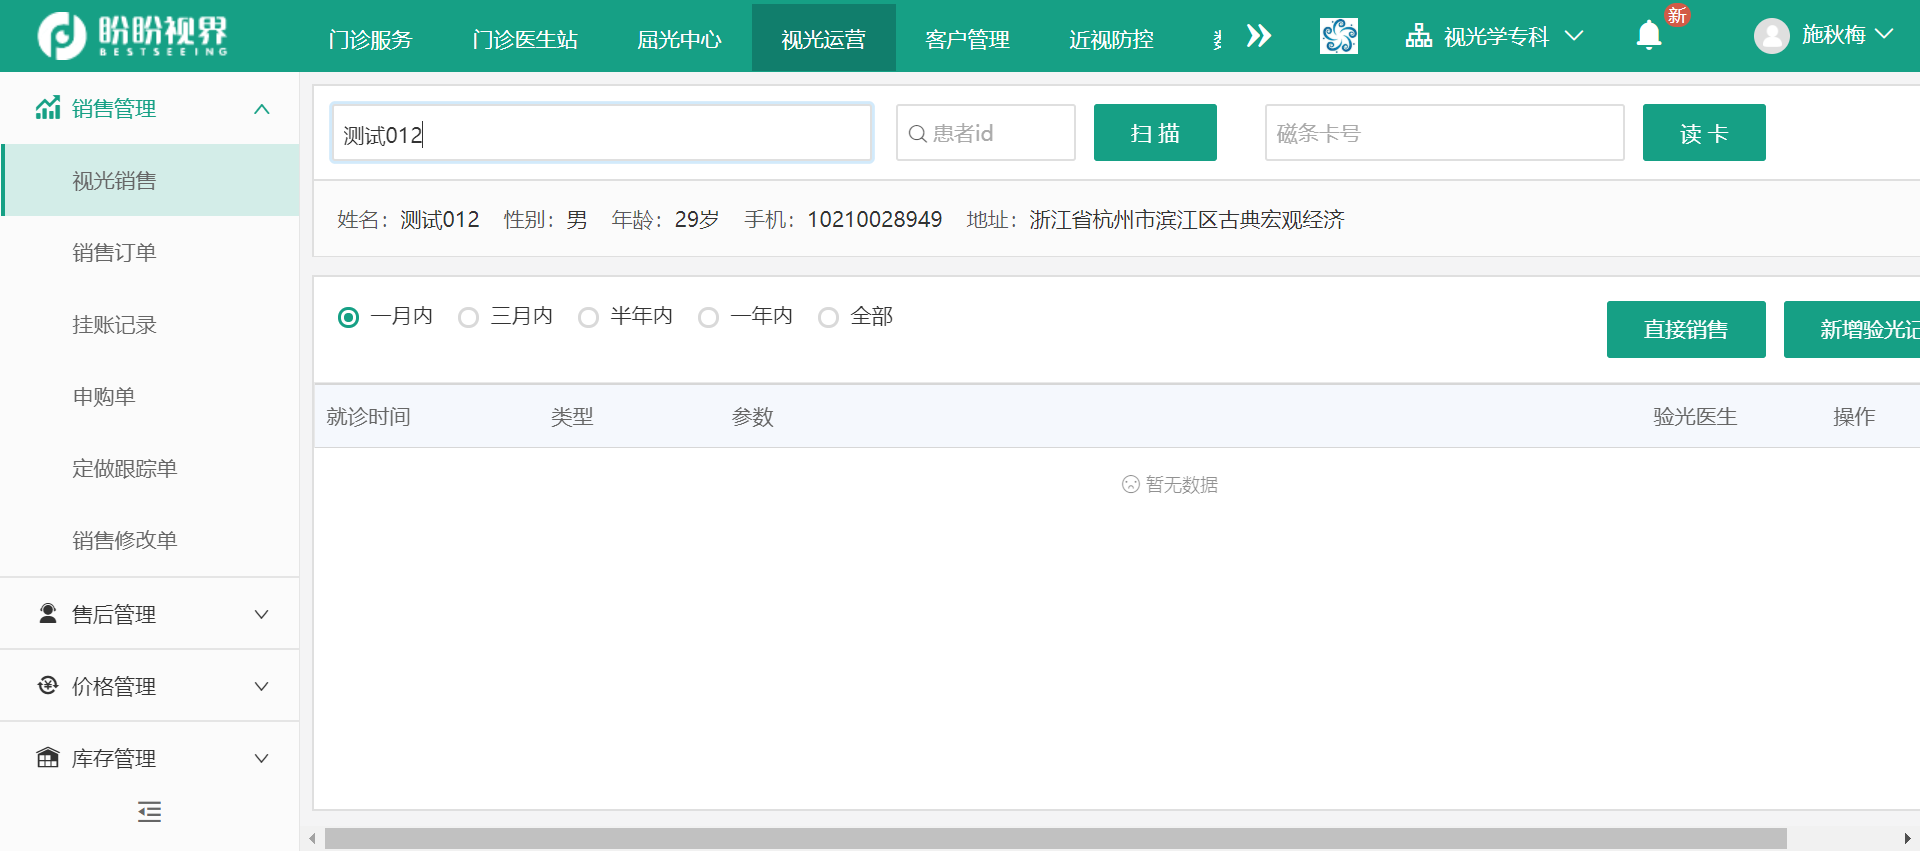 盼盼视界
BESTSEEING
门诊服务 门诊医生站 屈光中心 视光运营 客户管理 近视防控
视光学专科
新
施秋梅
销售管理
视光销售
销售订单
挂账记录
申购单
定做跟踪单
销售修改单
售后管理
价格管理
库存管理
测试012 患者id 扫 描 磁条卡号 读 卡
姓名：测试012 性别：男 年龄：29岁 手机：10210028949 地址：浙江省杭州市滨江区古典宏观经济
一月内 三月内 半年内 一年内 全部
直接销售 新增验光记
就诊时间 类型 参数 验光医生 操作
暂无数据